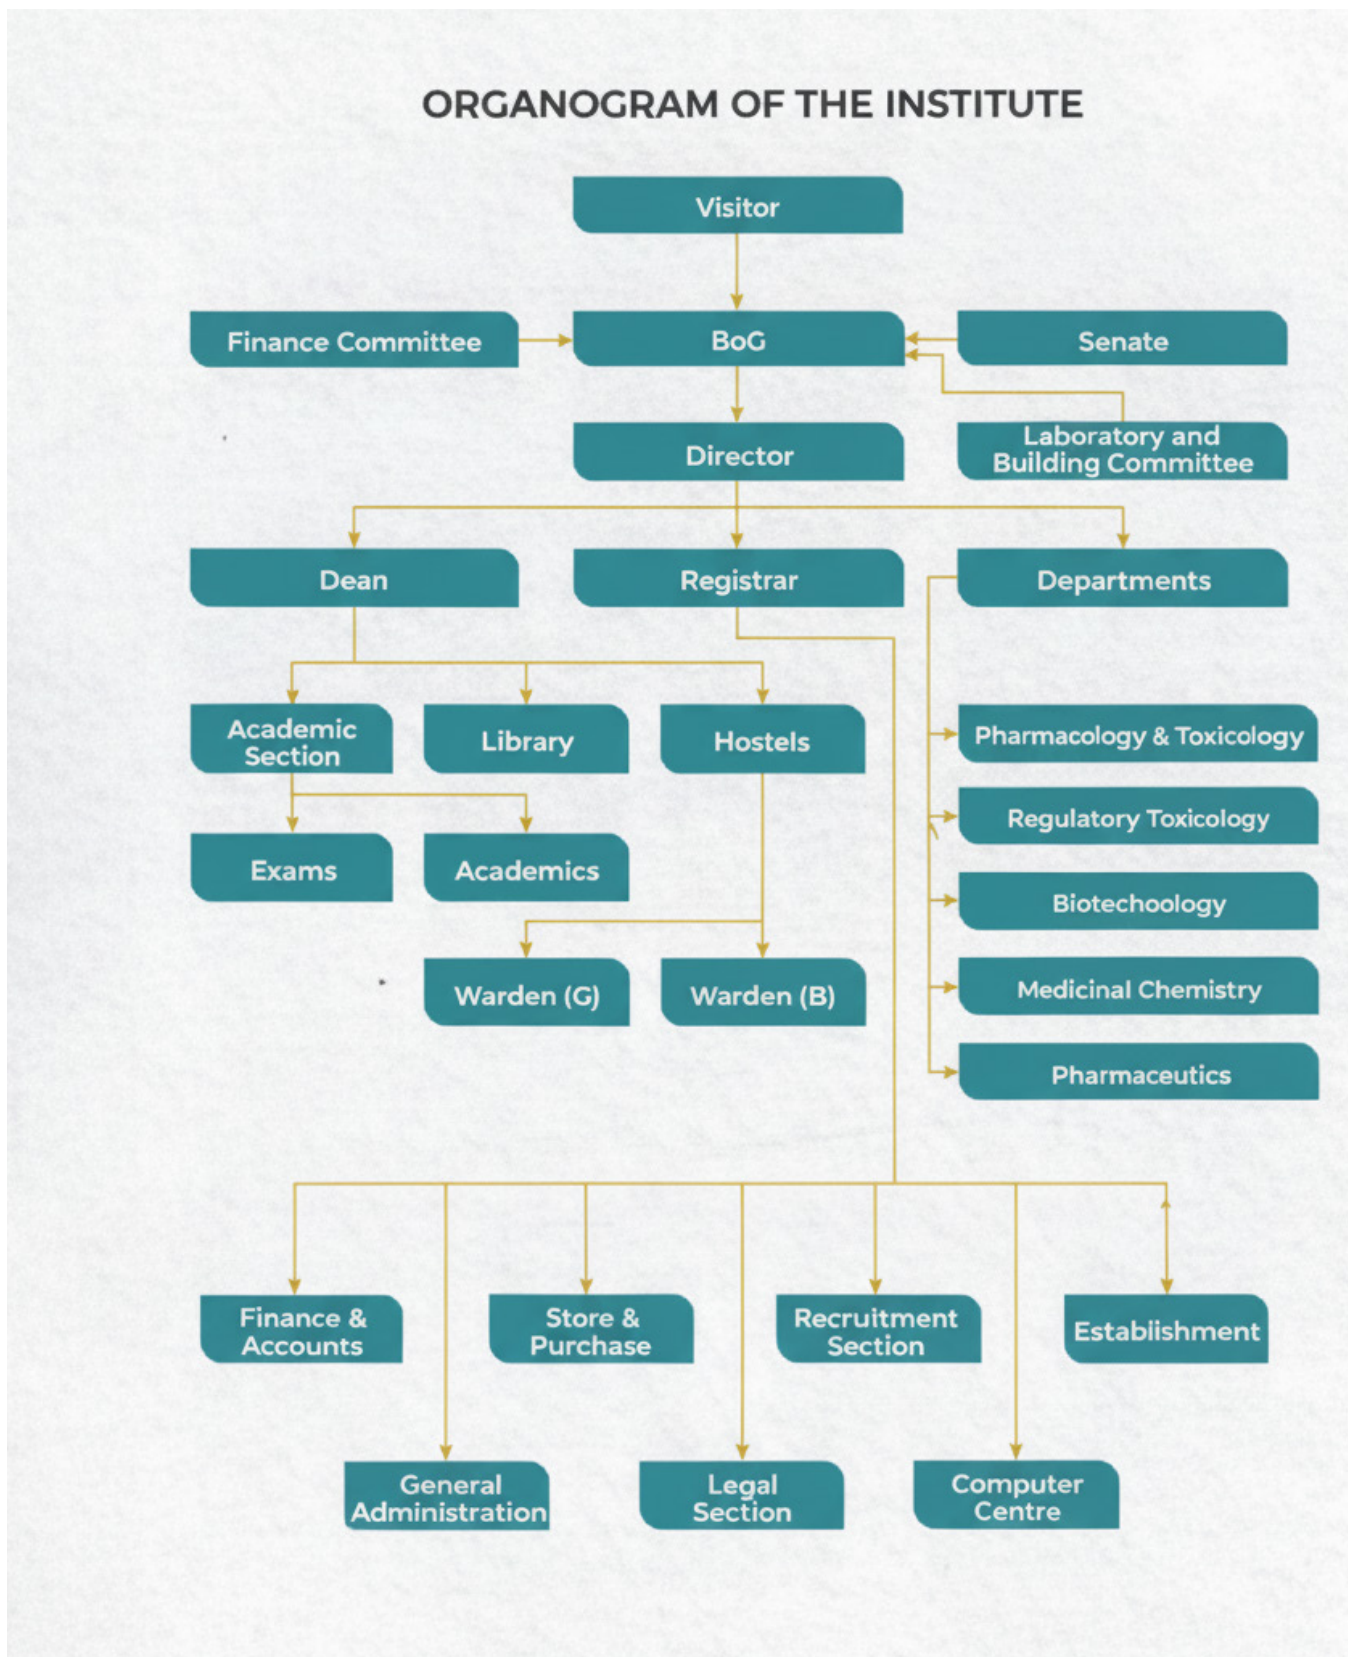 ORGANOGRAM OF THE INSTITUTE
Visitor
Finance Committee
BoG
Senate
Director
Laboratory and
Building Committee
Dean
Registrar
Departments
Academic
Section
Library
Hostels
Pharmacology & Toxicology
Regulatory Toxicology
Exams
Academics
Biotechoology
Warden (G)
Warden (B)
Medicinal Chemistry
Pharmaceutics
Finance &
Accounts
Store &
Purchase
Recruitment
Section
Establishment
General
Administration
Legal
Section
Computer
Centre